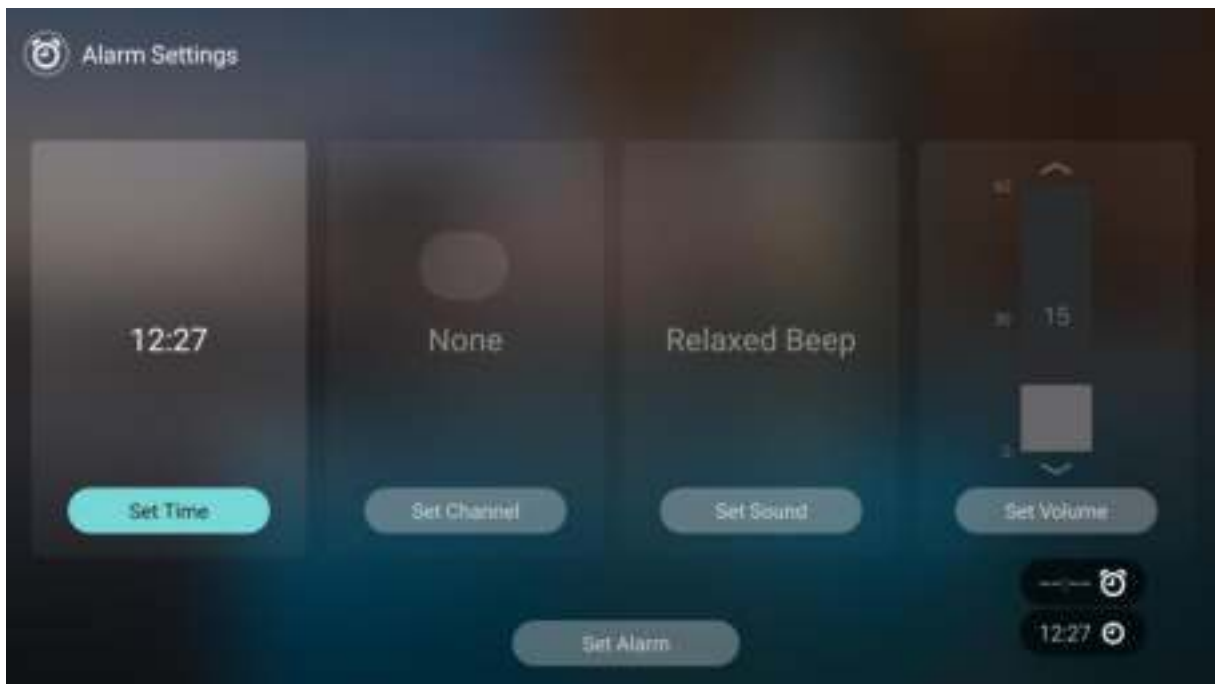 Alarm Settings
12:27
Set Time
None
Set Channel
Relaxed Beep
Set Sound
15
Set Volume
--:--
12:27
Set Alarm